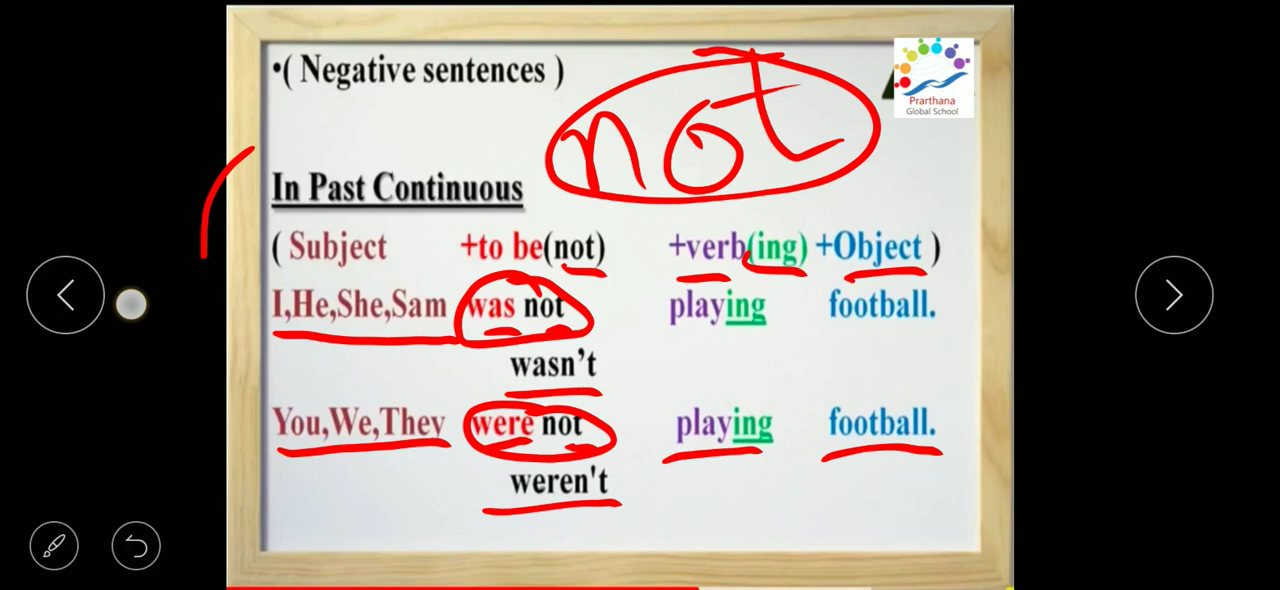 •( Negative sentences )
not
Prarthana
Global School
In Past Continuous
( Subject +to be(not) +verb(ing) +Object )
I,He,She,Sam was not playing football.
wasn’t
You,We,They were not playing football.
weren't